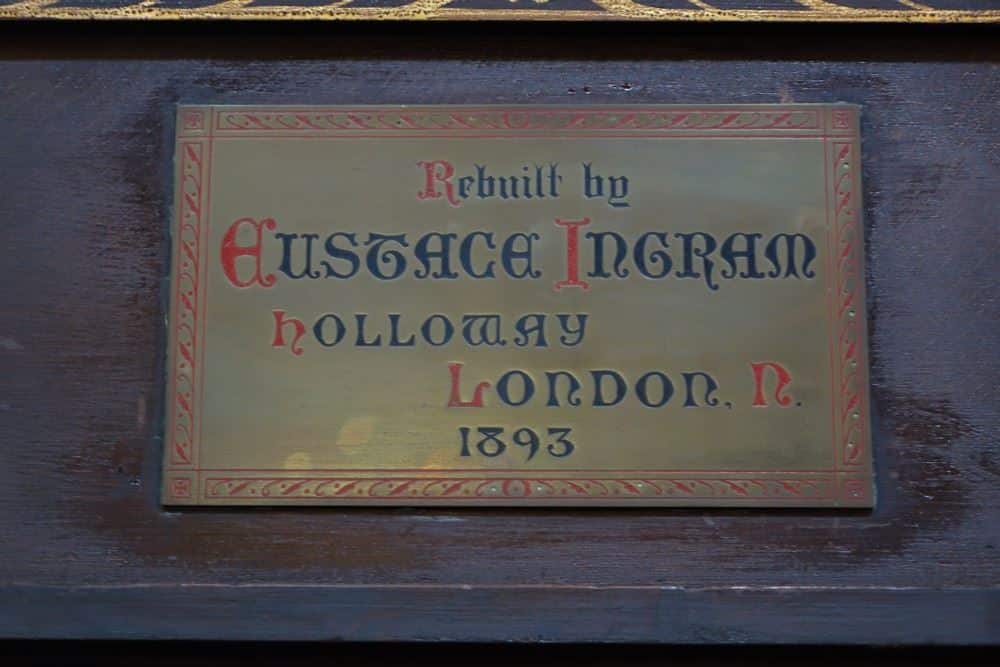 Rebuilt by
EUSTACE INGRAM
HOLLOWAY
LONDON, N.
1893